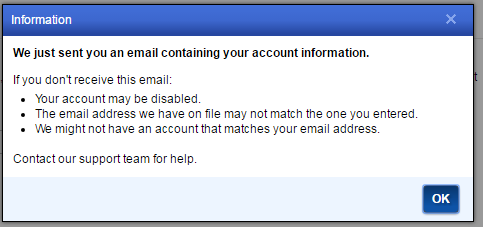 Information
We just sent you an email containing your account information.
If you don't receive this email:
• Your account may be disabled.
• The email address we have on file may not match the one you entered.
• We might not have an account that matches your email address.
Contact our support team for help.
OK